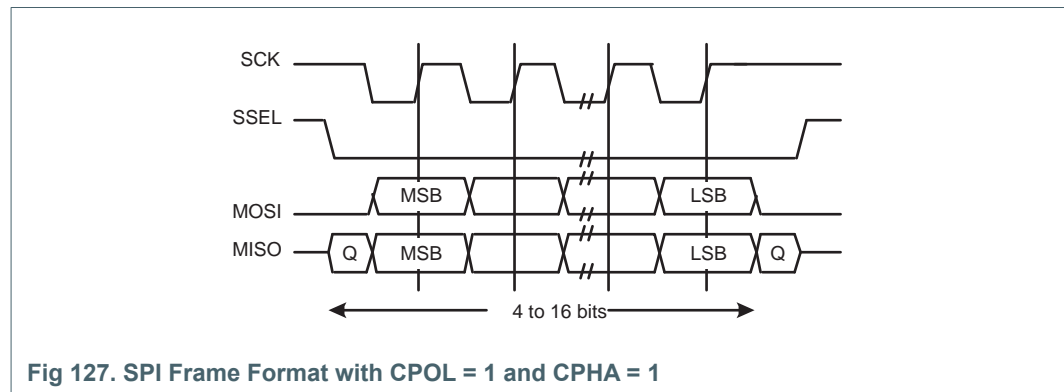 SCK
SSEL
MOSI MSB LSB
MISO Q MSB LSB Q
4 to 16 bits
Fig 127. SPI Frame Format with CPOL = 1 and CPHA = 1